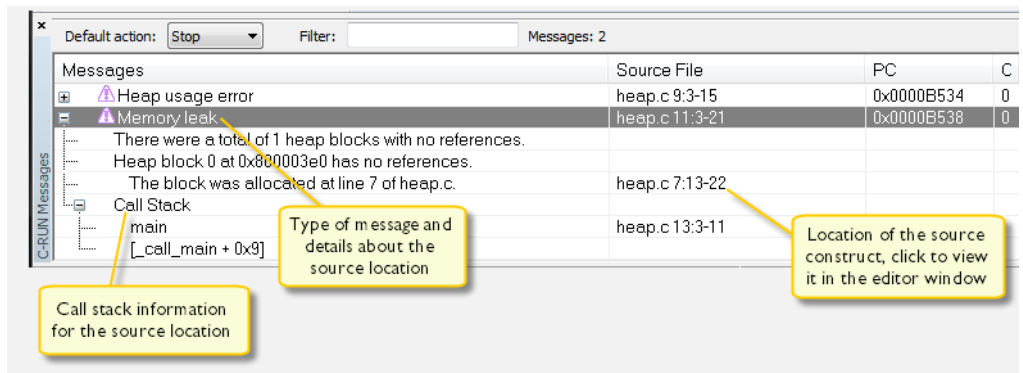 Default action: Stop Filter: Messages: 2
Messages Source File PC C
Heap usage error heap.c 9:3-15 0x0000B534 0
Memory leak heap.c 11:3-21 0x0000B538 0
There were a total of 1 heap blocks with no references.
Heap block 0 at 0x800003e0 has no references.
The block was allocated at line 7 of heap.c. heap.c 7:13-22
Call Stack
main heap.c 13:3-11
[_call_main + 0x9]
C-RUN Messages
Type of message and
details about the
source location
Location of the source
construct, click to view
it in the editor window
Call stack information
for the source location